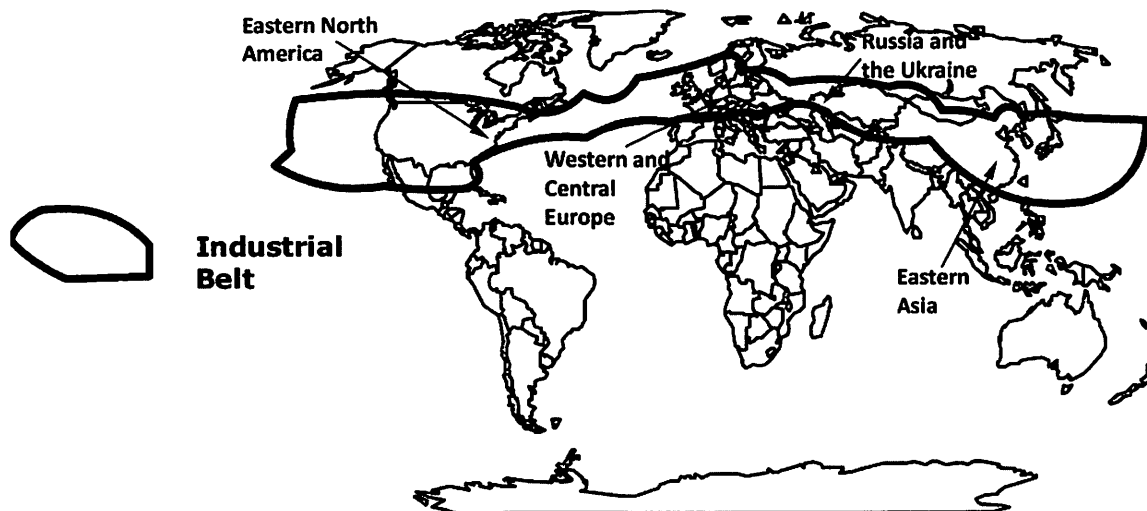 Eastern North
America
Russia and
the Ukraine
Western and
Central
Europe
Industrial
Belt
Eastern
Asia